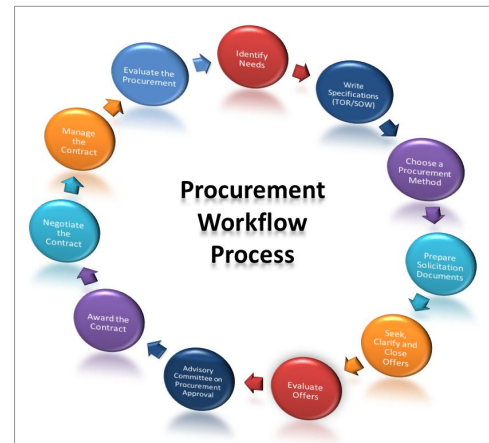 Procurement
Workflow
Process
Identify
Needs
Write
Specifications
(TOR/SOW)
Choose a
Procurement
Method
Prepare
Solicitation
Documents
Seek,
Clarify and
Close
Offers
Evaluate
Offers
Advisory
Committee on
Procurement
Approval
Award the
Contract
Negotiate
the
Contract
Manage
the
Contract
Evaluate the
Procurement